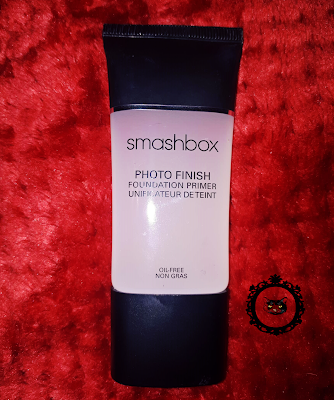 smashbox
PHOTO FINISH
FOUNDATION PRIMER
UNIFICATEUR DETEINT
OIL-FREE
NON GRAS